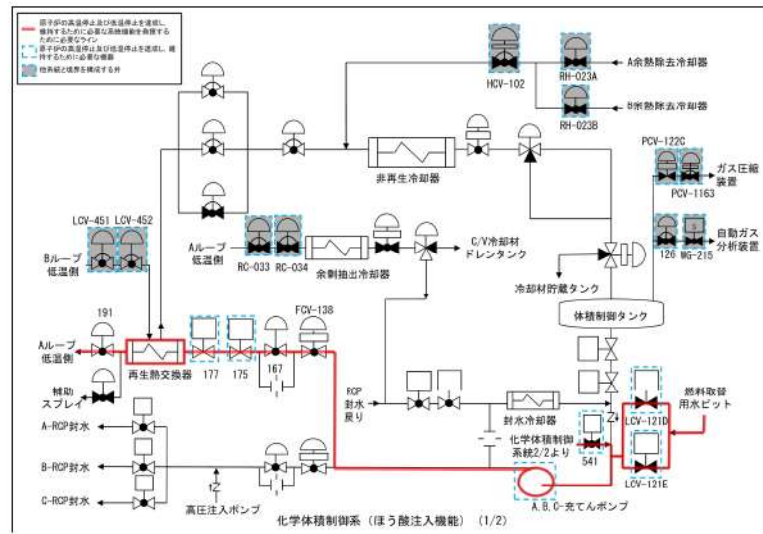 原子炉の高温停止及び低温停止を達成し、
維持するために必要な系統機能を発揮する
ために必要なライン
原子炉の高温停止及び低温停止を達成し、維
持するために必要な機器
他系統と境界を構成する弁
HCV-102
RH-023A
A余熱除去冷却器
RH-023B
B余熱除去冷却器
PCV-122C
ガス圧縮
装置
PCV-1163
非再生冷却器
LCV-451
LCV-452
Aループ
低温側
RC-033
RC-034
余剰抽出冷却器
C/V冷却材
ドレンタンク
126
WG-215
自動ガス
分析装置
Bループ
低温側
冷却材貯蔵タンク
体積制御タンク
191
FCV-138
Aループ
低温側
再生熱交換器
177
175
167
補助
スプレイ
RCP
封水
戻り
封水冷却器
燃料取替
用水ピット
LCV-121D
A-RCP封水
化学体積制御
系統2/2より
541
B-RCP封水
LCV-121E
C-RCP封水
高圧注入ポンプ
A,B,C-充てんポンプ
化学体積制御系(ほう酸注入機能) (1/2)